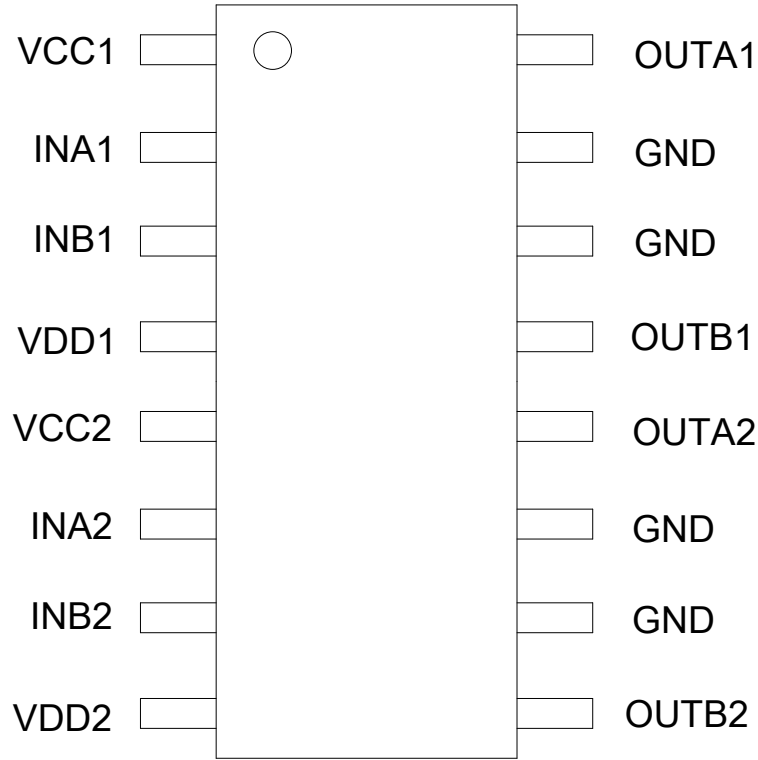 VCC1 OUTA1
INA1 GND
INB1 GND
VDD1 OUTB1
VCC2 OUTA2
INA2 GND
INB2 GND
VDD2 OUTB2